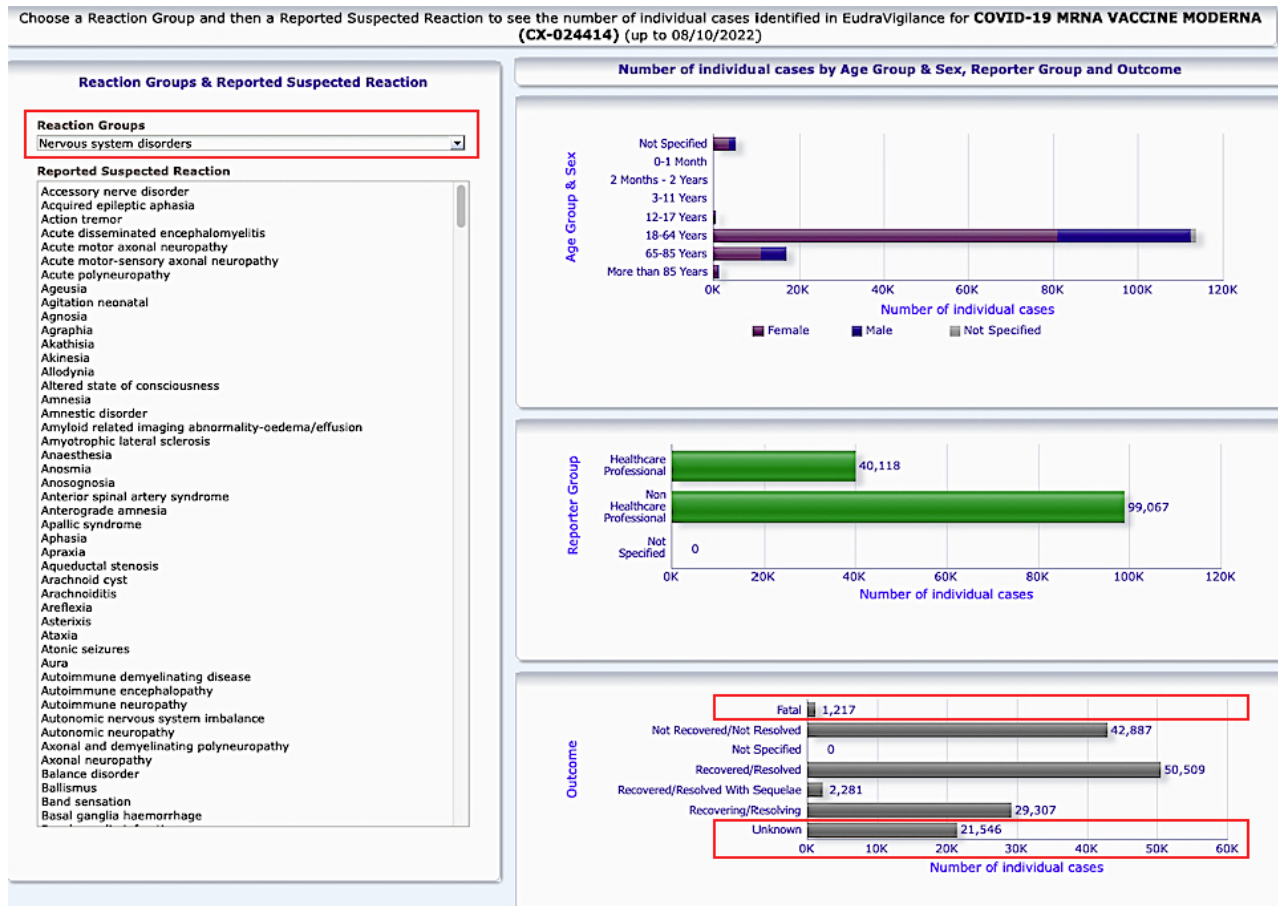 Choose a Reaction Group and then a Reported Suspected Reaction to see the number of individual cases identified in EudraVigilance for COVID-19 MRNA VACCINE MODERNA
(CX-024414) (up to 08/10/2022)
Reaction Groups & Reported Suspected Reaction
Reaction Groups
Nervous system disorders
Reported Suspected Reaction
Accessory nerve disorder
Acquired epileptic aphasia
Action tremor
Acute disseminated encephalomyelitis
Acute motor axonal neuropathy
Acute motor-sensory axonal neuropathy
Acute polyneuropathy
Ageusia
Agitation neonatal
Agnosia
Agraphia
Akathisia
Akinesia
Allodynia
Altered state of consciousness
Amnesia
Amnestic disorder
Amyloid related imaging abnormality-oedema/effusion
Amyotrophic lateral sclerosis
Anaesthesia
Anosmia
Anosognosia
Anterior spinal artery syndrome
Anterograde amnesia
Apallic syndrome
Aphasia
Apraxia
Aqueductal stenosis
Arachnoid cyst
Arachnoiditis
Areflexia
Asterixis
Ataxia
Atonic seizures
Aura
Autoimmune demyelinating disease
Autoimmune encephalopathy
Autoimmune neuropathy
Autonomic nervous system imbalance
Autonomic neuropathy
Axonal and demyelinating polyneuropathy
Axonal neuropathy
Balance disorder
Ballismus
Band sensation
Basal ganglia haemorrhage
Number of individual cases by Age Group & Sex, Reporter Group and Outcome
Age Group & Sex
Not Specified
0-1 Month
2 Months - 2 Years
3-11 Years
12-17 Years
18-64 Years
65-85 Years
More than 85 Years
0K 20K 40K 60K 80K 100K 120K
Number of individual cases
Female Male Not Specified
Reporter Group
Healthcare
Professional
40,118
Non
Healthcare
Professional
99,067
Not
Specified
0
0K 20K 40K 60K 80K 100K 120K
Number of individual cases
Outcome
Fatal 1,217
Not Recovered/Not Resolved 42,887
Not Specified 0
Recovered/Resolved 50,509
Recovered/Resolved With Sequelae 2,281
Recovering/Resolving 29,307
Unknown 21,546
0K 10K 20K 30K 40K 50K 60K
Number of individual cases